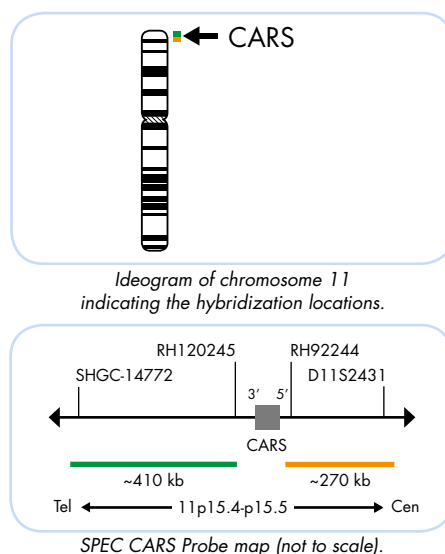 CARS
Ideogram of chromosome 11
indicating the hybridization locations.
RH120245 RH92244
SHGC-14772 D11S2431
3' 5'
CARS
~410 kb ~270 kb
Tel 11p15.4-p15.5 Cen
SPEC CARS Probe map (not to scale).